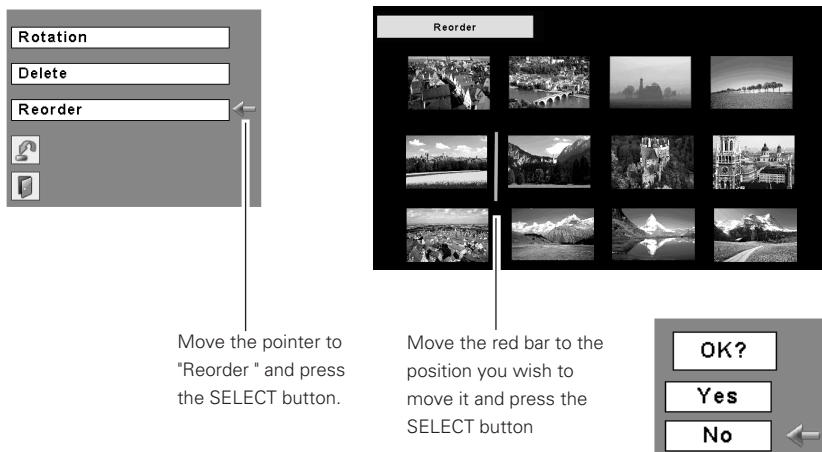 Rotation
Delete
Reorder
Reorder
Move the pointer to
"Reorder " and press
the SELECT button.
Move the red bar to the
position you wish to
move it and press the
SELECT button
OK?
Yes
No